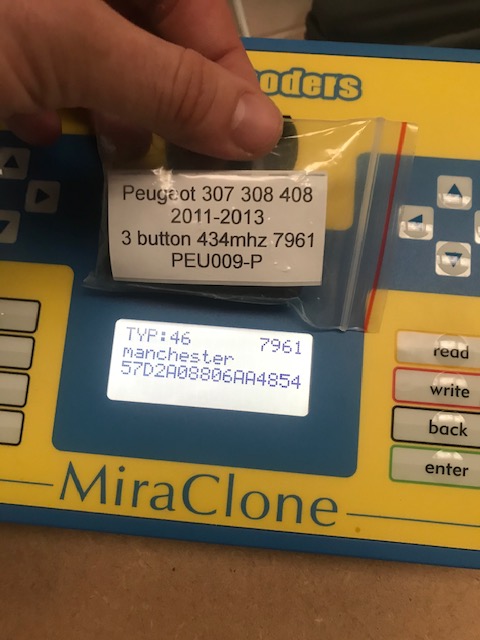 oders
Peugeot 307 308 408
2011-2013
3 button 434mhz 7961
PEU009-P
TYP:46 7961
manchester
57D2A08806AA4854
read
write
back
enter
MiraClone